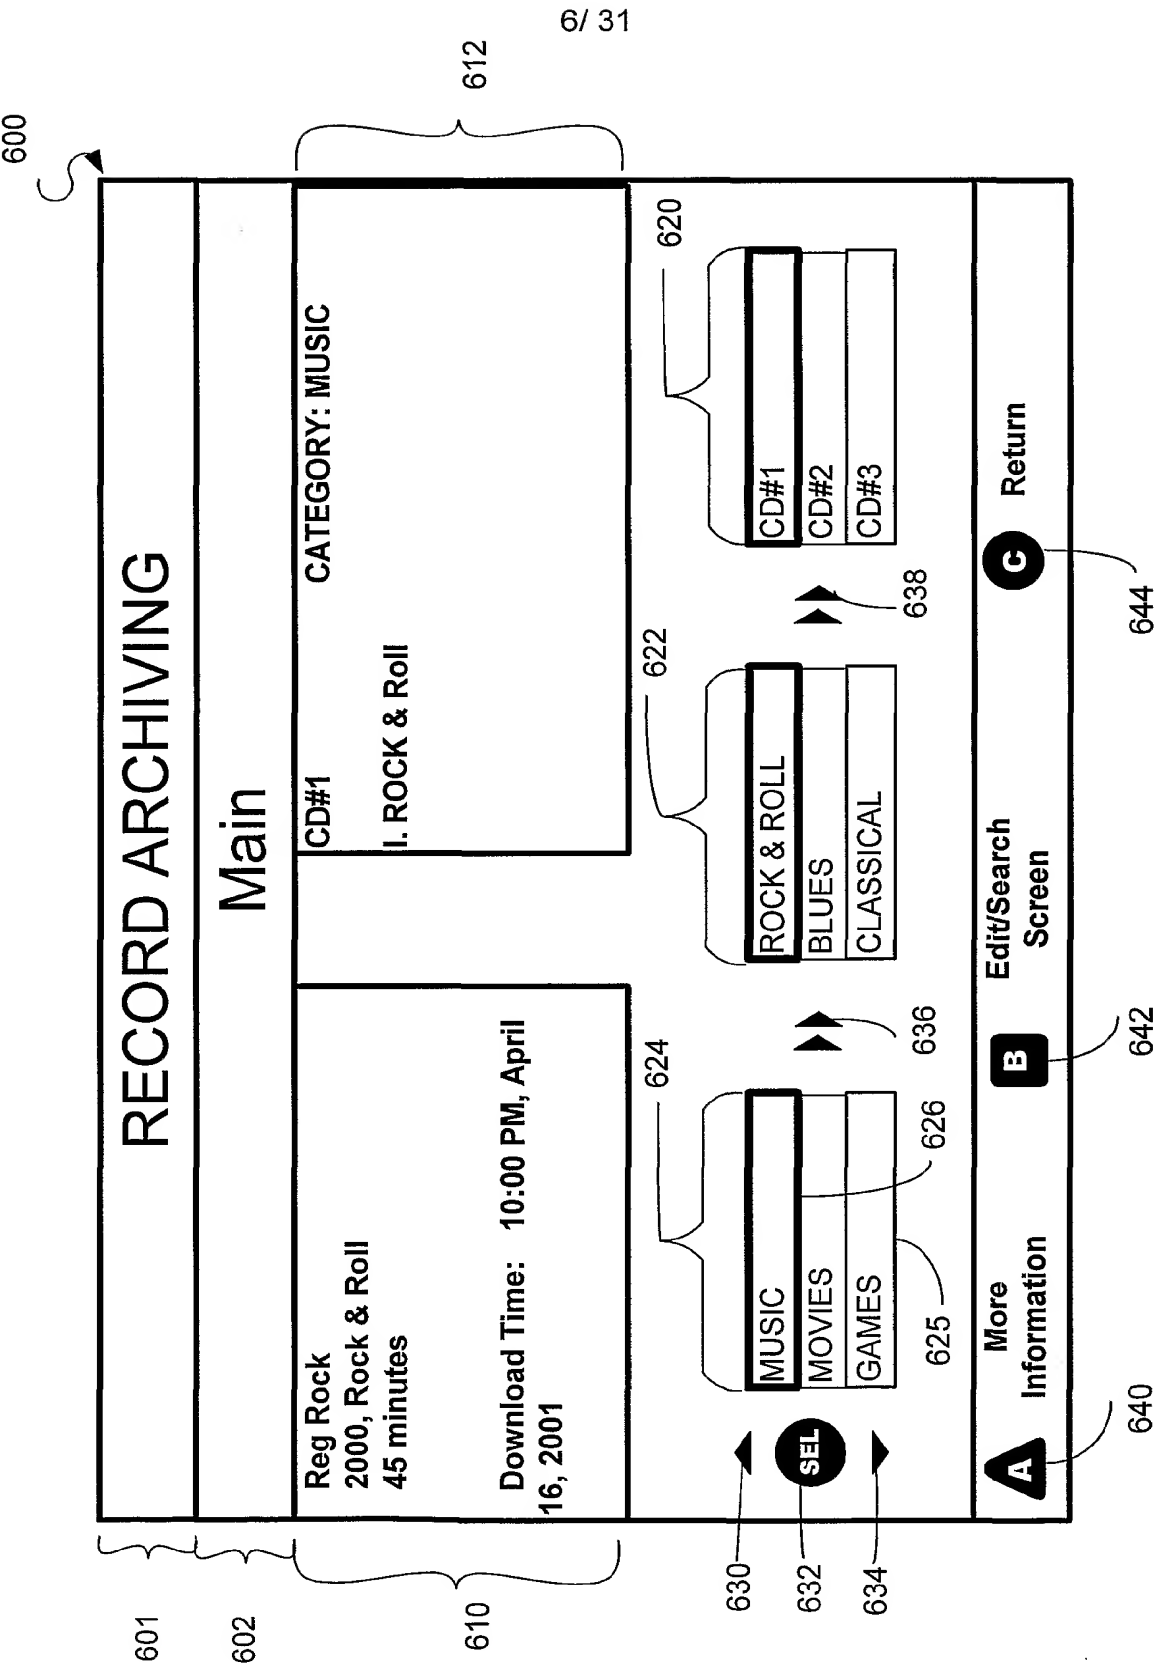 6/ 31
600
RECORD ARCHIVING
601
Main
602
Reg Rock
2000, Rock & Roll
45 minutes
Download Time: 10:00 PM, April
16, 2001
610
CD#1 CATEGORY: MUSIC
I. ROCK & Roll
612
624
622
620
630
SEL
632
634
MUSIC
MOVIES
GAMES
625
626
636
ROCK & ROLL
BLUES
CLASSICAL
638
CD#1
CD#2
CD#3
A
More
Information
640
B
Edit/Search
Screen
642
C
Return
644